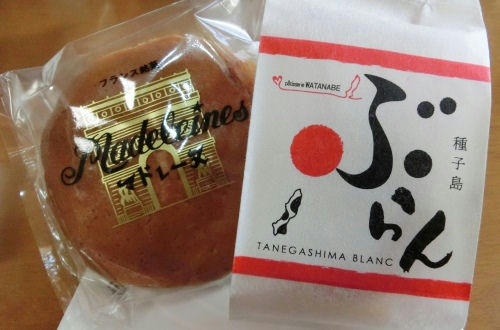 フランス銘菓
Madeleines
マドレーヌ
pâtisserie WATANABE
ぶらん
種子島
TANEGASHIMA BLANC